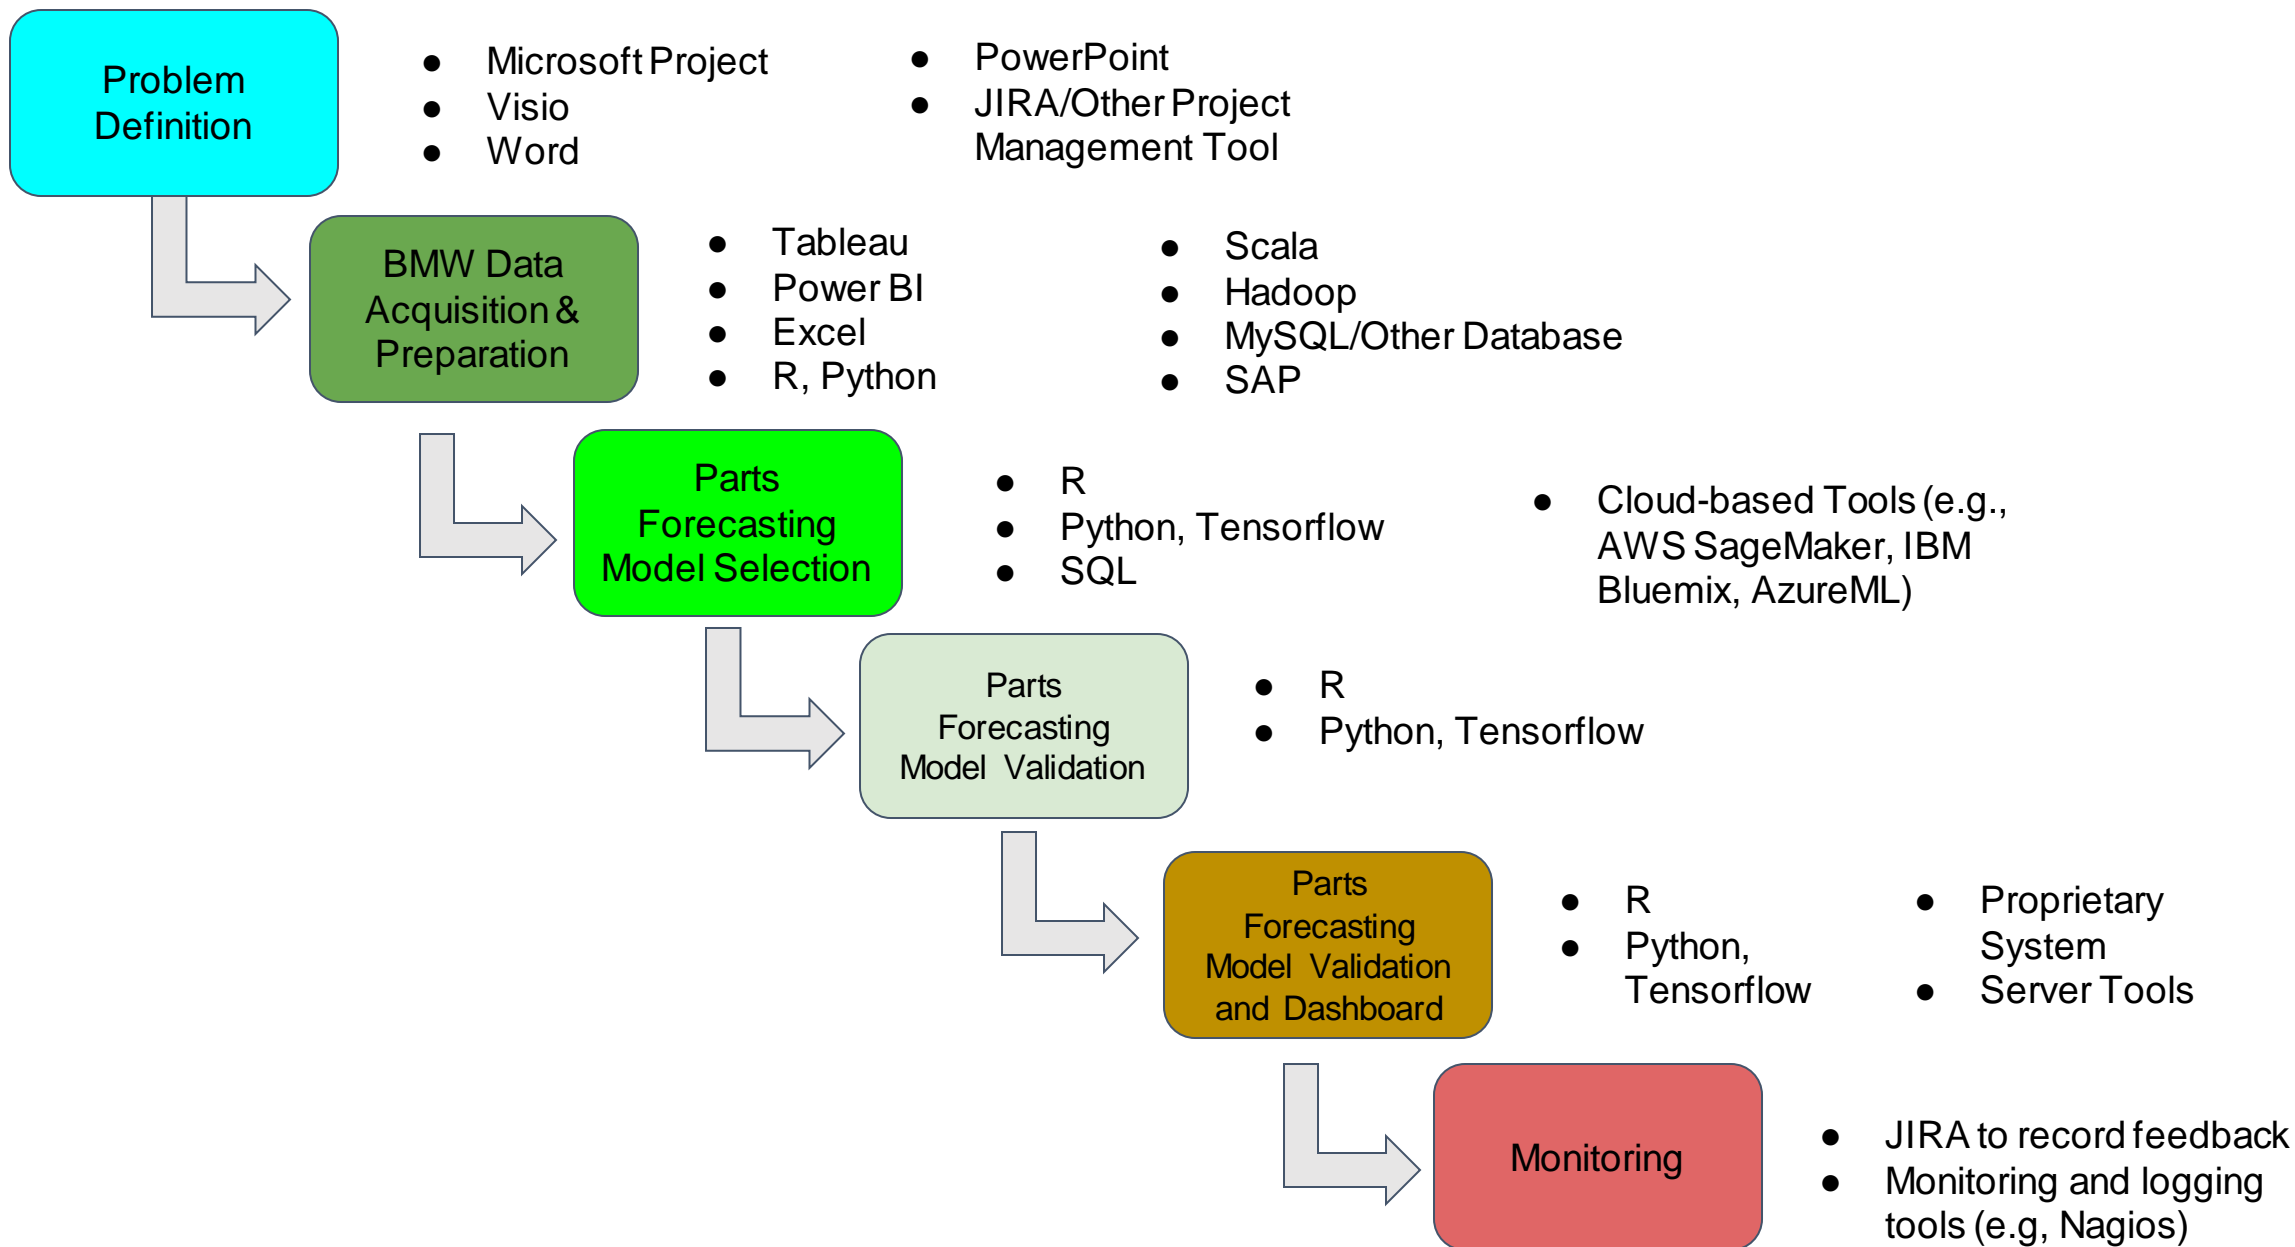 Problem
Definition
● Microsoft Project
● Visio
● Word
● PowerPoint
● JIRA/Other Project
Management Tool
BMW Data
Acquisition &
Preparation
● Tableau
● Power BI
● Excel
● R, Python
● Scala
● Hadoop
● MySQL/Other Database
● SAP
Parts
Forecasting
Model Selection
● R
● Python, Tensorflow
● SQL
● Cloud-based Tools (e.g.,
AWS SageMaker, IBM
Bluemix, AzureML)
Parts
Forecasting
Model Validation
● R
● Python, Tensorflow
Parts
Forecasting
Model Validation
and Dashboard
● R
● Python,
Tensorflow
● Proprietary
System
● Server Tools
Monitoring
● JIRA to record feedback
● Monitoring and logging
tools (e.g, Nagios)